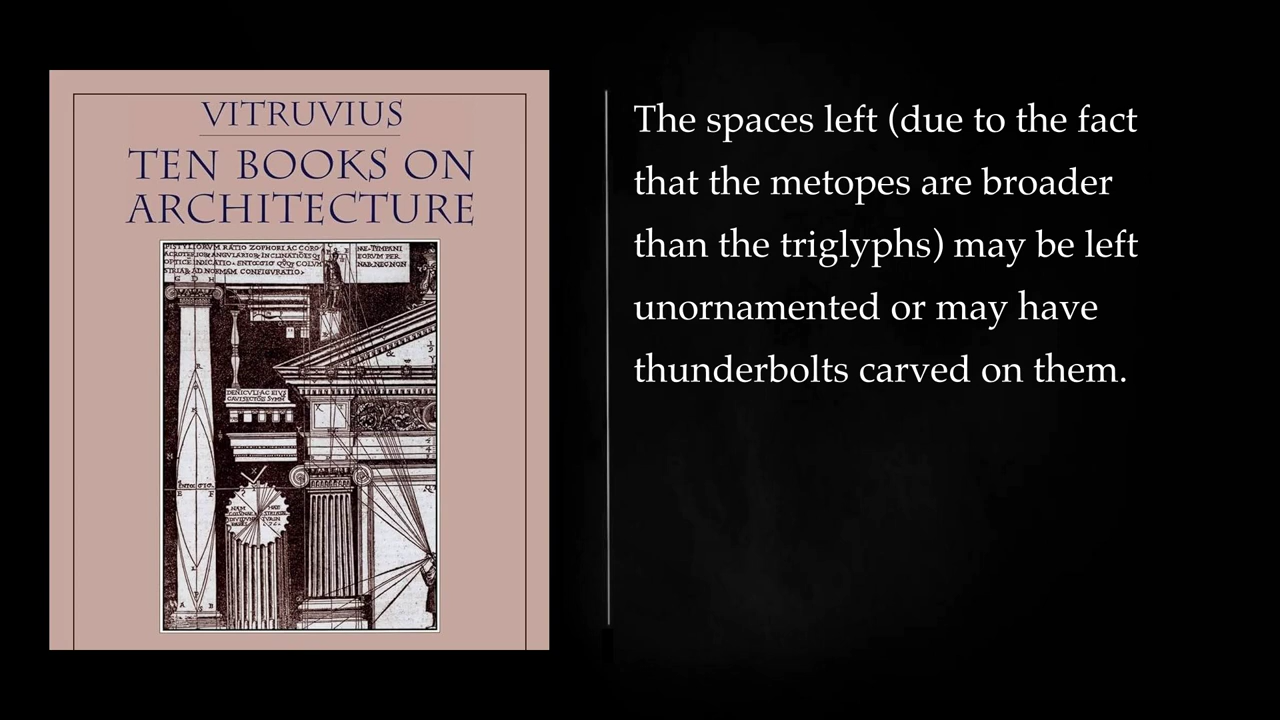 VITRUVIUS
TEN BOOKS ON
ARCHITECTURE
The spaces left (due to the fact
that the metopes are broader
than the triglyphs) may be left
unornamented or may have
thunderbolts carved on them.